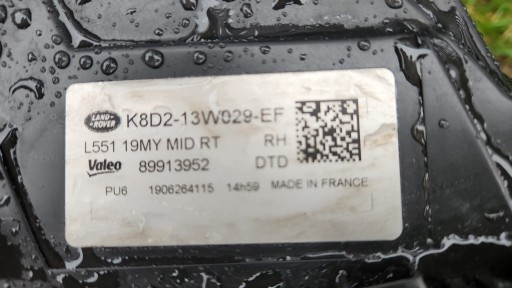 LAND-
ROVER
K8D2-13W029-EF
L551 19MY MID RT RH
Valeo 89913952 DTD
PU6 1906264115 14h59 MADE IN FRANCE